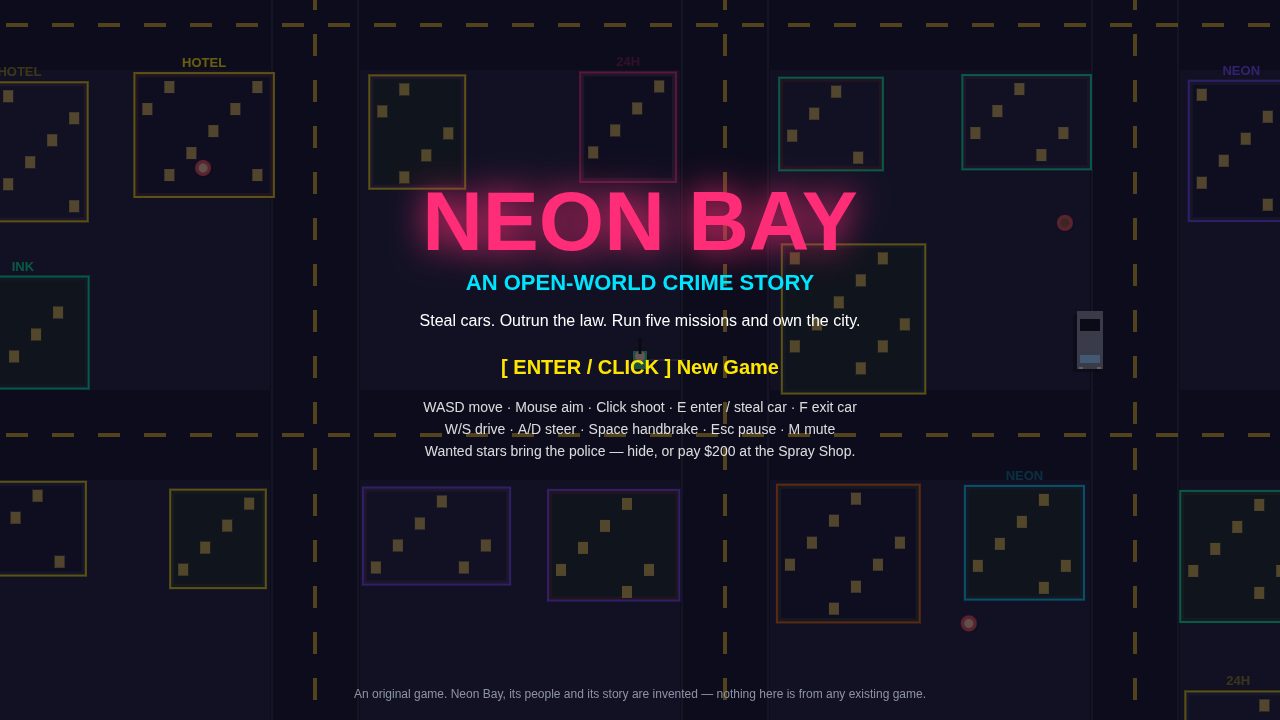 HOTEL
24H
HOTEL
NEON
NEON BAY
INK
AN OPEN-WORLD CRIME STORY
Steal cars. Outrun the law. Run five missions and own the city.
[ ENTER / CLICK ] New Game
WASD move · Mouse aim · Click shoot · E enter / steal car · F exit car
W/S drive · A/D steer · Space handbrake · Esc pause · M mute
Wanted stars bring the police — hide, or pay $200 at the Spray Shop.
NEON
24H
An original game. Neon Bay, its people and its story are invented — nothing here is from any existing game.